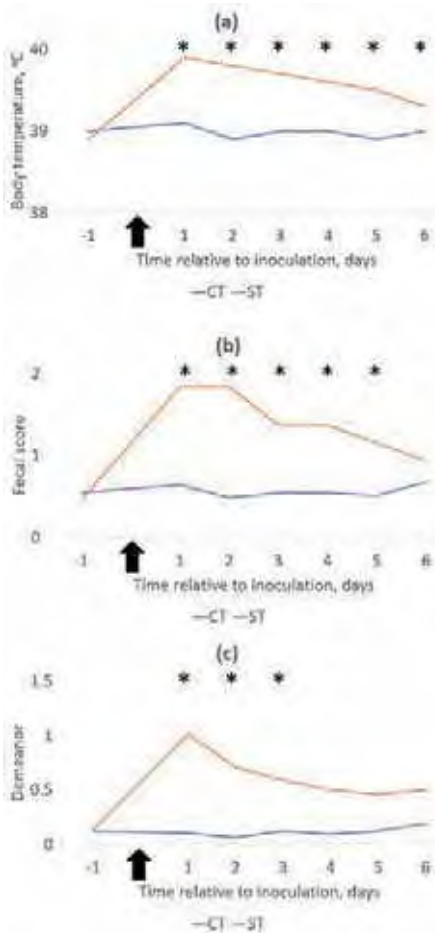 (a)
Body temperature, °C
40
39
38
* * * * * *
-1 1 2 3 4 5 6
Time relative to inoculation, days
CT ST
(b)
Fecal score
2
1
0
* * * * *
-1 1 2 3 4 5 6
Time relative to inoculation, days
CT ST
(c)
Demeanor
1.5
1
0.5
0
* * *
-1 1 2 3 4 5 6
Time relative to inoculation, days
CT ST